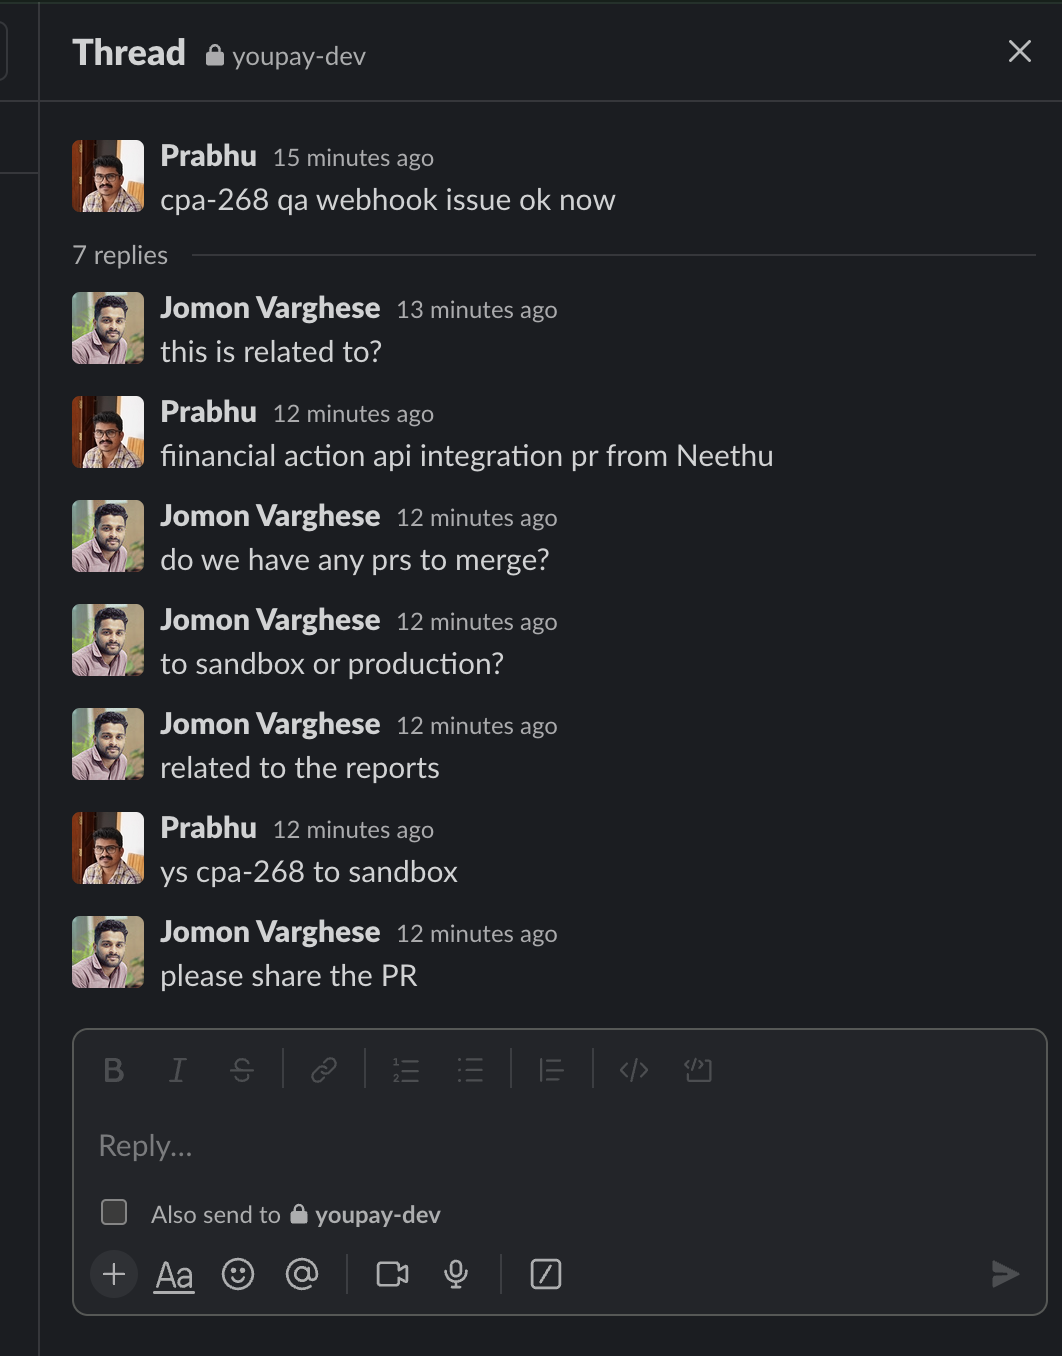 Thread youpay-dev
Prabhu 15 minutes ago
cpa-268 qa webhook issue ok now
7 replies
Jomon Varghese 13 minutes ago
this is related to?
Prabhu 12 minutes ago
fiinancial action api integration pr from Neethu
Jomon Varghese 12 minutes ago
do we have any prs to merge?
Jomon Varghese 12 minutes ago
to sandbox or production?
Jomon Varghese 12 minutes ago
related to the reports
Prabhu 12 minutes ago
ys cpa-268 to sandbox
Jomon Varghese 12 minutes ago
please share the PR
B I S
Reply...
Also send to youpay-dev
Aa @